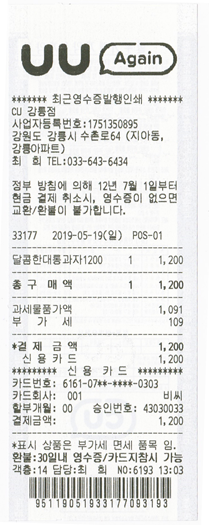 UU Again
******* 최근영수증발행인쇄 *******
CU 강릉점
사업자등록번호:1751350895
강원도 강릉시 수촌로64 (지아동,
강릉아파트)
최 희 TEL:033-643-6434
정부 방침에 의해 12년 7월 1일부터
현금 결제 취소시, 영수증이 없으면
교환/환불이 불가합니다.
33177 2019-05-19(일) POS-01
달콤한대롱과자1200 1 1,200
총 구 매 액 1 1,200
과세물품가액 1,091
부 가 세 109
*결 제 금 액 1,200
신 용 카 드 1,200
********* 신 용 카 드 *********
카드번호: 6161-07**-****-0303
카드회사: 001 비씨
할부개월: 00 승인번호: 43030033
결제금액: 1,200
*표시 상품은 부가세 면세 품목 임.
환불:30일내 영수증/카드지참시 가능
객층:14 담당:최 희 NO:6193 13:03
95119051933177093193